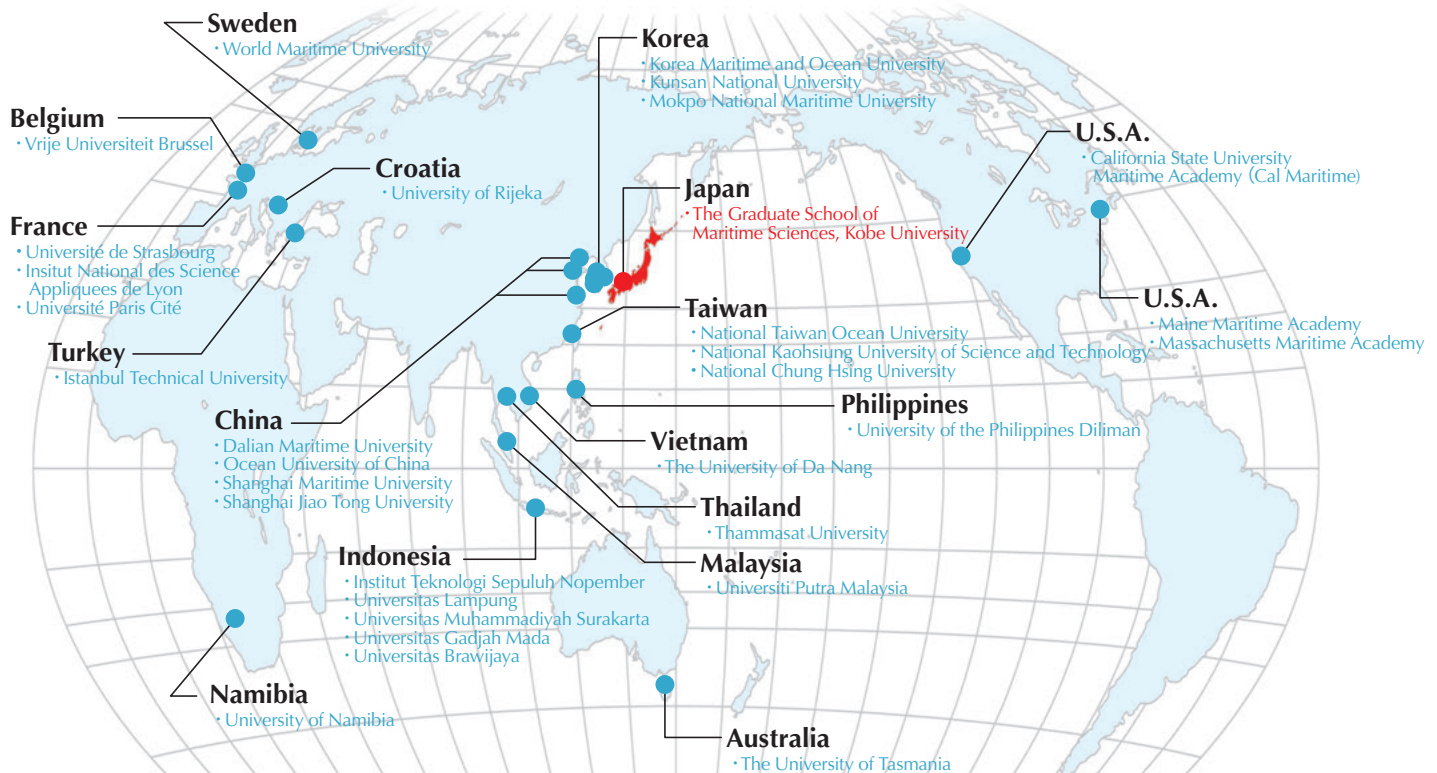 Sweden
・World Maritime University
Korea
・Korea Maritime and Ocean University
・Kunsan National University
・Mokpo National Maritime University
Belgium
・Vrije Universiteit Brussel
U.S.A.
・California State University
Maritime Academy (Cal Maritime)
Croatia
・University of Rijeka
Japan
・The Graduate School of
Maritime Sciences, Kobe University
France
・Université de Strasbourg
・Insitut National des Science
Appliquees de Lyon
・Université Paris Cité
U.S.A.
・Maine Maritime Academy
・Massachusetts Maritime Academy
Taiwan
・National Taiwan Ocean University
・National Kaohsiung University of Science and Technology
・National Chung Hsing University
Turkey
・Istanbul Technical University
Philippines
・University of the Philippines Diliman
China
・Dalian Maritime University
・Ocean University of China
・Shanghai Maritime University
・Shanghai Jiao Tong University
Vietnam
・The University of Da Nang
Thailand
・Thammasat University
Indonesia
・Institut Teknologi Sepuluh Nopember
・Universitas Lampung
・Universitas Muhammadiyah Surakarta
・Universitas Gadjah Mada
・Universitas Brawijaya
Malaysia
・Universiti Putra Malaysia
Namibia
・University of Namibia
Australia
・The University of Tasmania